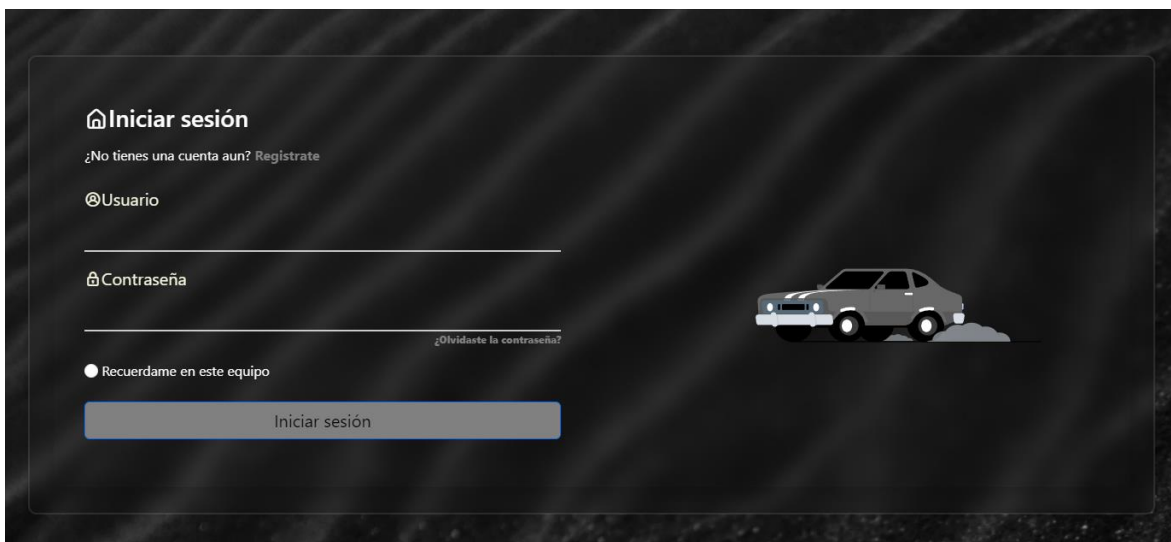 Iniciar sesión
¿No tienes una cuenta aun? Registrate
Usuario
Contraseña
¿Olvidaste la contraseña?
Recuerdame en este equipo
Iniciar sesión